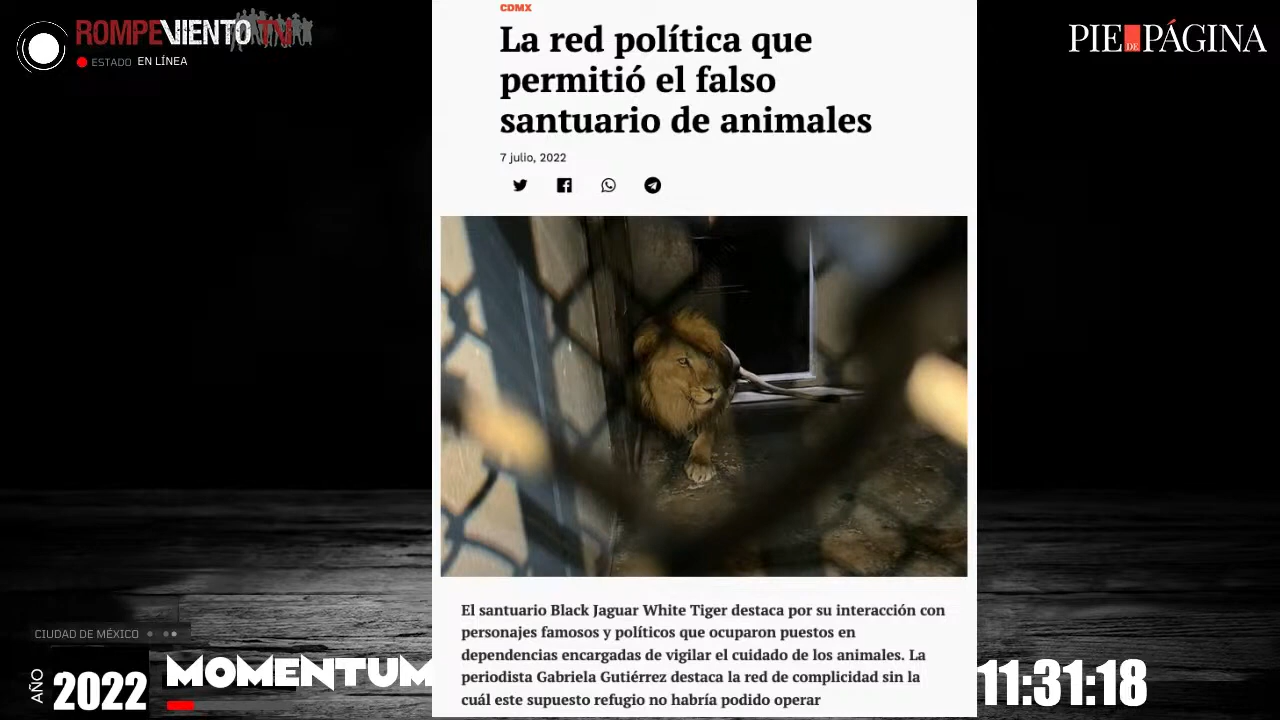 ROMPEVIENTO TV
ESTADO EN LÍNEA
PIE DE PÁGINA
CDMX
La red política que
permitió el falso
santuario de animales
7 julio, 2022
El santuario Black Jaguar White Tiger destaca por su interacción con
personajes famosos y políticos que ocuparon puestos en
dependencias encargadas de vigilar el cuidado de los animales. La
periodista Gabriela Gutiérrez destaca la red de complicidad sin la
cuál este supuesto refugio no habría podido operar
CIUDAD DE MÉXICO
AÑO 2022
MOMENTUM
11:31:18